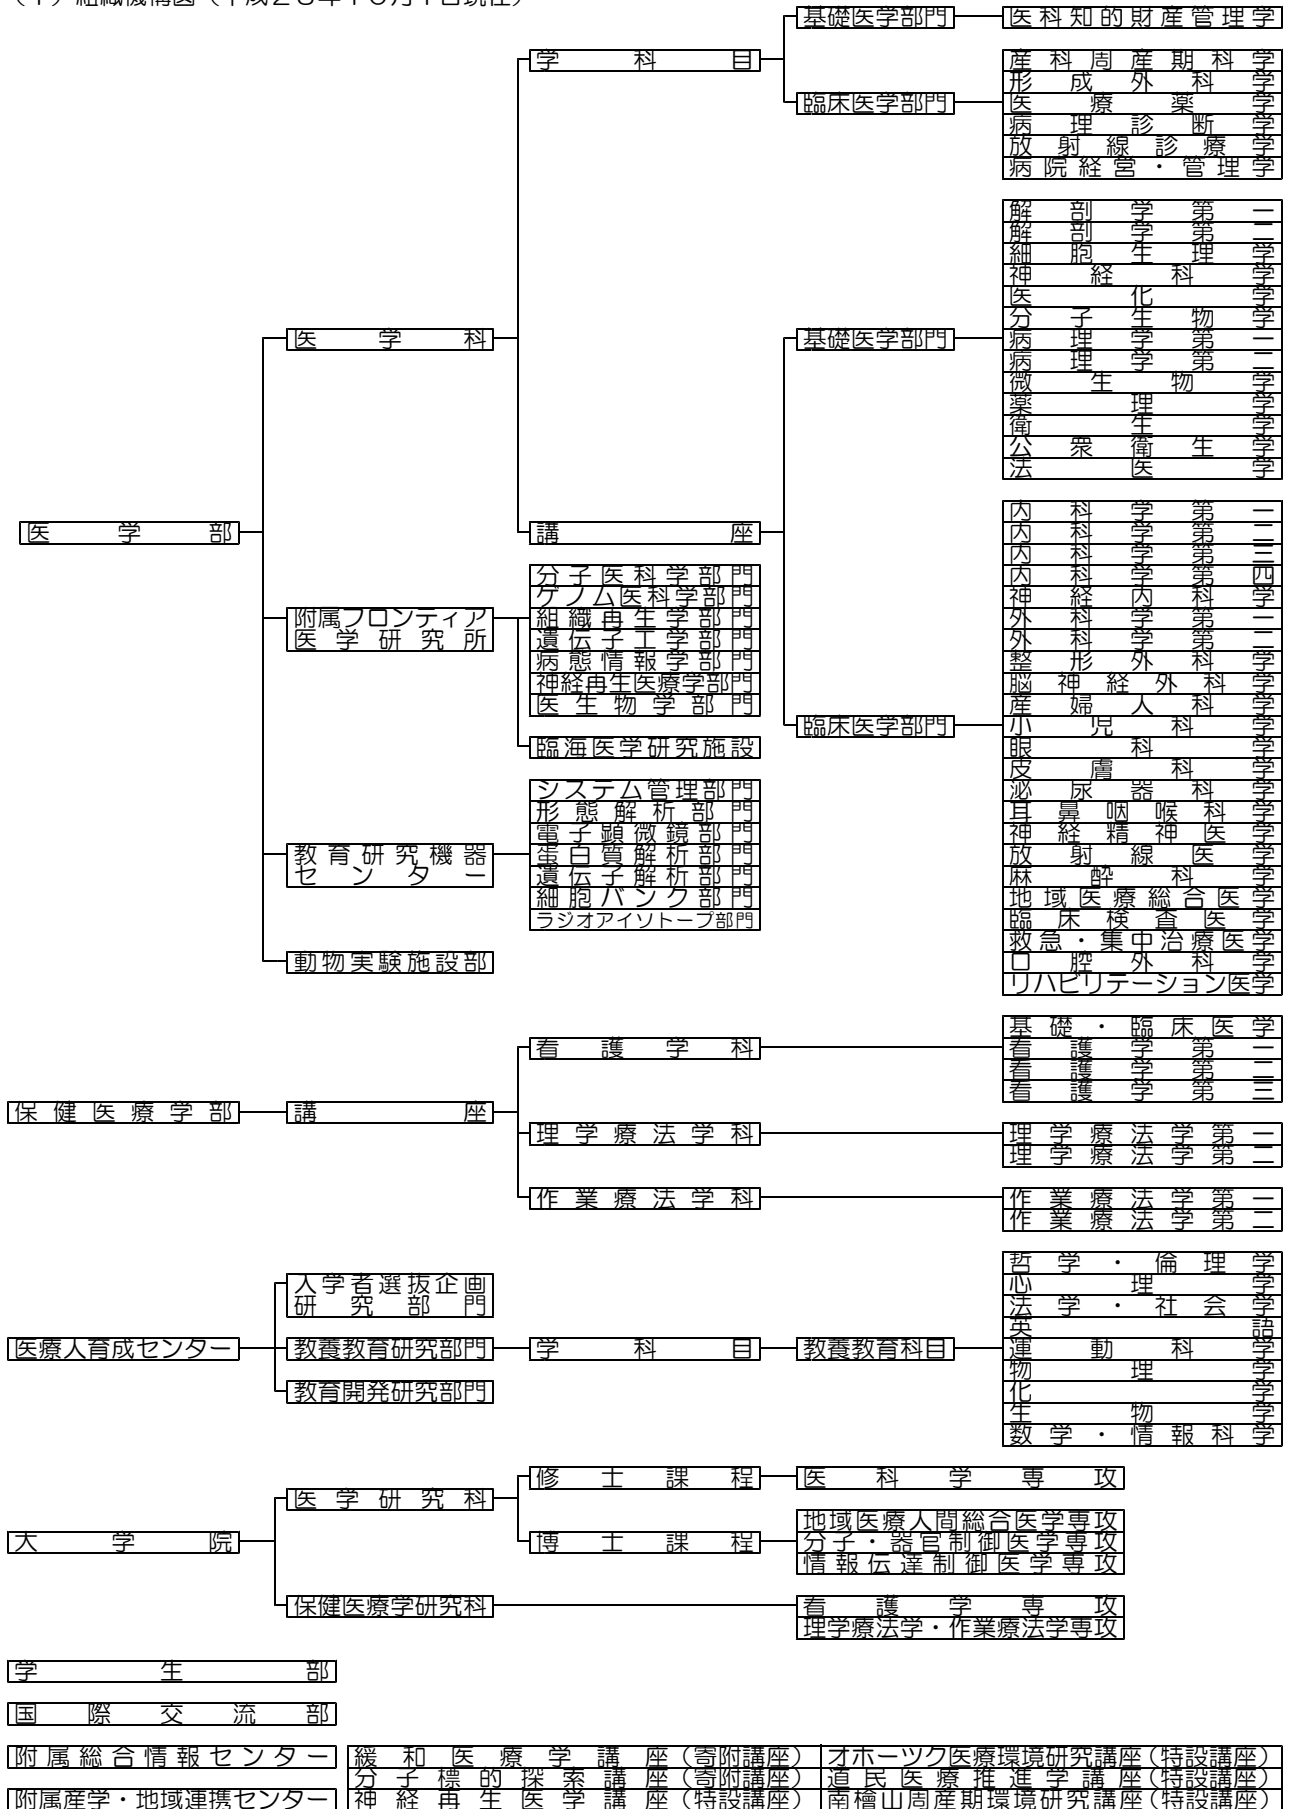 （１）組織機構図（平成２８年１０月１日現在）
基礎医学部門
医科知的財産管理学
学科目
産科周産期科学
形成外科学
臨床医学部門
医療薬学
病理診断学
放射線診療学
病院経営・管理学
解剖学第一
解剖学第二
細胞生理学
神経科学
医化学
分子生物学
医学科
基礎医学部門
病理学第一
病理学第二
微生物学
薬理学
衛生学
公衆衛生学
法医学
医学部
講座
内科学第一
内科学第二
内科学第三
内科学第四
神経内科学
外科学第一
外科学第二
整形外科学
脳神経外科学
産婦人科学
臨床医学部門
小児科学
眼科学
皮膚科学
泌尿器科学
耳鼻咽喉科学
神経精神医学
放射線医学
麻酔科学
地域医療総合医学
臨床検査医学
救急・集中治療医学
口腔外科学
リハビリテーション医学
附属フロンティア
医学研究所
分子医科学部門
ゲノム医科学部門
組織再生学部門
遺伝子工学部門
病態情報学部門
神経再生医療学部門
医生物学部門
臨海医学研究施設
教育研究機器
センター
システム管理部門
形態解析部門
電子顕微鏡部門
蛋白質解析部門
遺伝子解析部門
細胞バンク部門
ラジオアイソトープ部門
動物実験施設部
保健医療学部
講座
看護学科
基礎・臨床医学
看護学第一
看護学第二
看護学第三
理学療法学科
理学療法学第一
理学療法学第二
作業療法学科
作業療法学第一
作業療法学第二
医療人育成センター
入学者選抜企画
研究部門
教養教育研究部門
学科目
教養教育科目
哲学・倫理学
心理学
法学・社会学
英語
運動科学
物理学
化学
生物学
数学・情報科学
教育開発研究部門
大学院
医学研究科
修士課程
医科学専攻
博士課程
地域医療人間総合医学専攻
分子・器官制御医学専攻
情報伝達制御医学専攻
保健医療学研究科
看護学専攻
理学療法学・作業療法学専攻
学生部
国際交流部
附属総合情報センター
緩和医療学講座（寄附講座）
オホーツク医療環境研究講座（特設講座）
分子標的探索講座（寄附講座）
道民医療推進学講座（特設講座）
附属産学・地域連携センター
神経再生医学講座（特設講座）
南檜山周産期環境研究講座（特設講座）